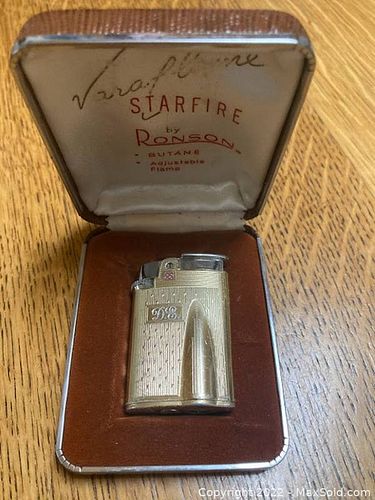 Varaflame
STARFIRE
by
RONSON
• BUTANE
• Adjustable
Flame
D.C.
Copyright 2022 - MaxSold.com